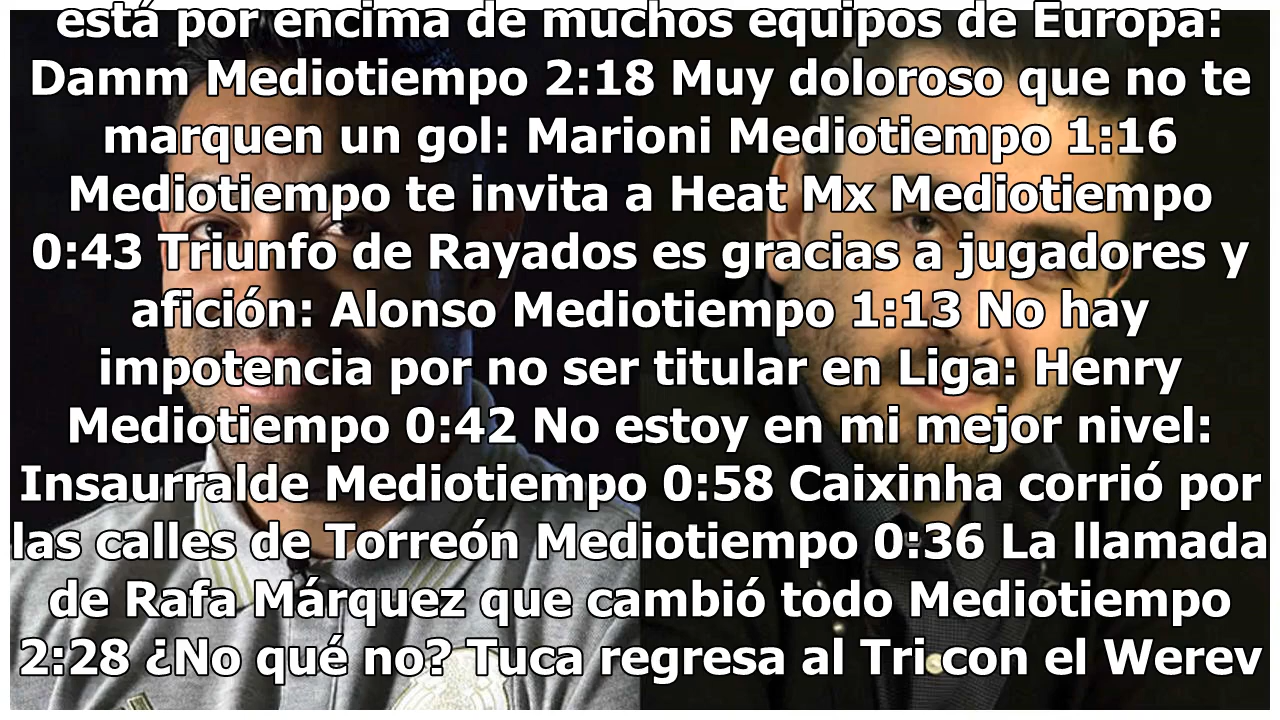 está por encima de muchos equipos de Europa:
Damm Mediotiempo 2:18 Muy doloroso que no te
marquen un gol: Marioni Mediotiempo 1:16
Mediotiempo te invita a Heat Mx Mediotiempo
0:43 Triunfo de Rayados es gracias a jugadores y
afición: Alonso Mediotiempo 1:13 No hay
impotencia por no ser titular en Liga: Henry
Mediotiempo 0:42 No estoy en mi mejor nivel:
Insaurralde Mediotiempo 0:58 Caixinha corrió por
las calles de Torreón Mediotiempo 0:36 La llamada
de Rafa Márquez que cambió todo Mediotiempo
2:28 ¿No qué no? Tuca regresa al Tri con el Werev